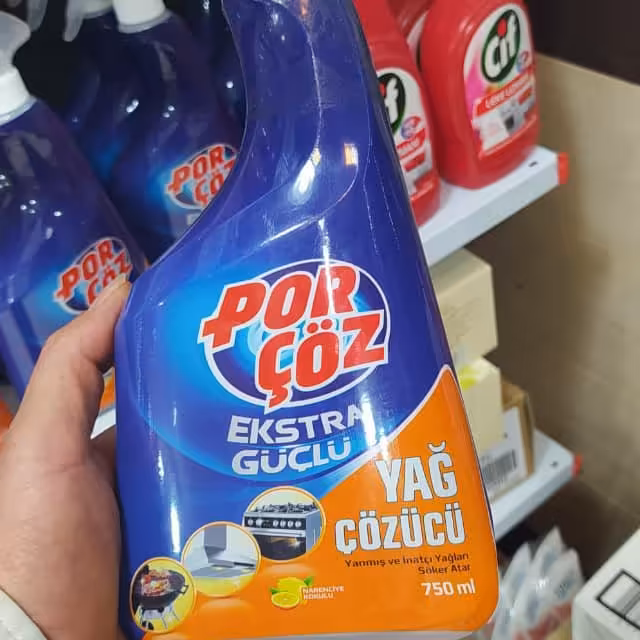 Cif
Cif
POR
ÇÖZ
POR
ÇÖZ
POR
ÇÖZ
EKSTRA
GÜÇLÜ
YAĞ
ÇÖZÜCÜ
Yanmış ve İnatçı Yağları
Söker Atar
750 ml
NARENCİYE
KOKULU